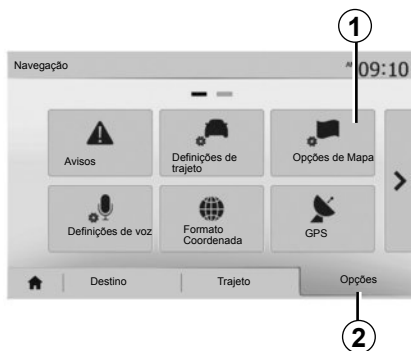 1
Navegação
AM 09:10
Avisos
Definições de
trajeto
Opções de Mapa
Definições de voz
Formato
Coordenada
GPS
Destino
Trajeto
Opções
2